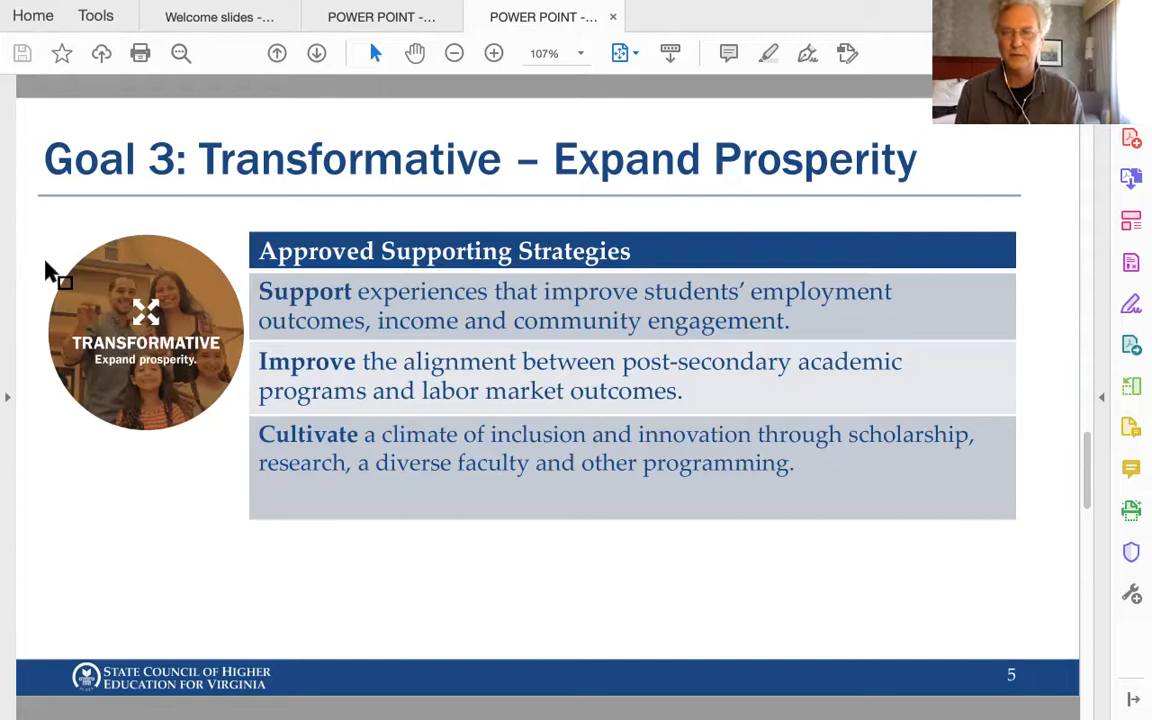 Home
Tools
Welcome slides -...
POWER POINT -...
POWER POINT -...
×
107%
Goal 3: Transformative – Expand Prosperity
TRANSFORMATIVE
Expand prosperity.
Approved Supporting Strategies
Support experiences that improve students’ employment
outcomes, income and community engagement.
Improve the alignment between post-secondary academic
programs and labor market outcomes.
Cultivate a climate of inclusion and innovation through scholarship,
research, a diverse faculty and other programming.
STATE COUNCIL OF HIGHER
EDUCATION FOR VIRGINIA
5